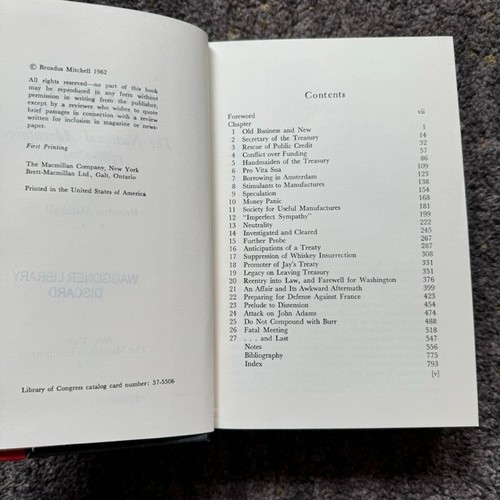 © Broadus Mitchell 1962
All rights reserved—no part of this book
may be reproduced in any form without
permission in writing from the publisher,
except by a reviewer who wishes to quote
brief passages in connection with a review
written for inclusion in magazine or news-
paper.
First Printing
The Macmillan Company, New York
Brett-Macmillan Ltd., Galt, Ontario
Printed in the United States of America
WAGGONER LIBRARY
DISCARD
Library of Congress catalog card number: 57-5506
Contents
Foreword vii
Chapter
1 Old Business and New 1
2 Secretary of the Treasury 14
3 Rescue of Public Credit 32
4 Conflict over Funding 57
5 Handmaiden of the Treasury 86
6 Pro Vita Sua 109
7 Borrowing in Amsterdam 123
8 Stimulants to Manufactures 138
9 Speculation 154
10 Money Panic 168
11 Society for Useful Manufactures 181
12 "Imperfect Sympathy" 199
13 Neutrality 222
14 Investigated and Cleared 245
15 Further Probe 267
16 Anticipations of a Treaty 287
17 Suppression of Whiskey Insurrection 308
18 Promoter of Jay's Treaty 331
19 Legacy on Leaving Treasury 351
20 Reentry into Law, and Farewell for Washington 376
21 An Affair and Its Awkward Aftermath 399
22 Preparing for Defense Against France 423
23 Prelude to Dissension 454
24 Attack on John Adams 474
25 Do Not Compound with Burr 488
26 Fatal Meeting 518
27 . . . and Last 547
Notes 556
Bibliography 775
Index 793
[v]